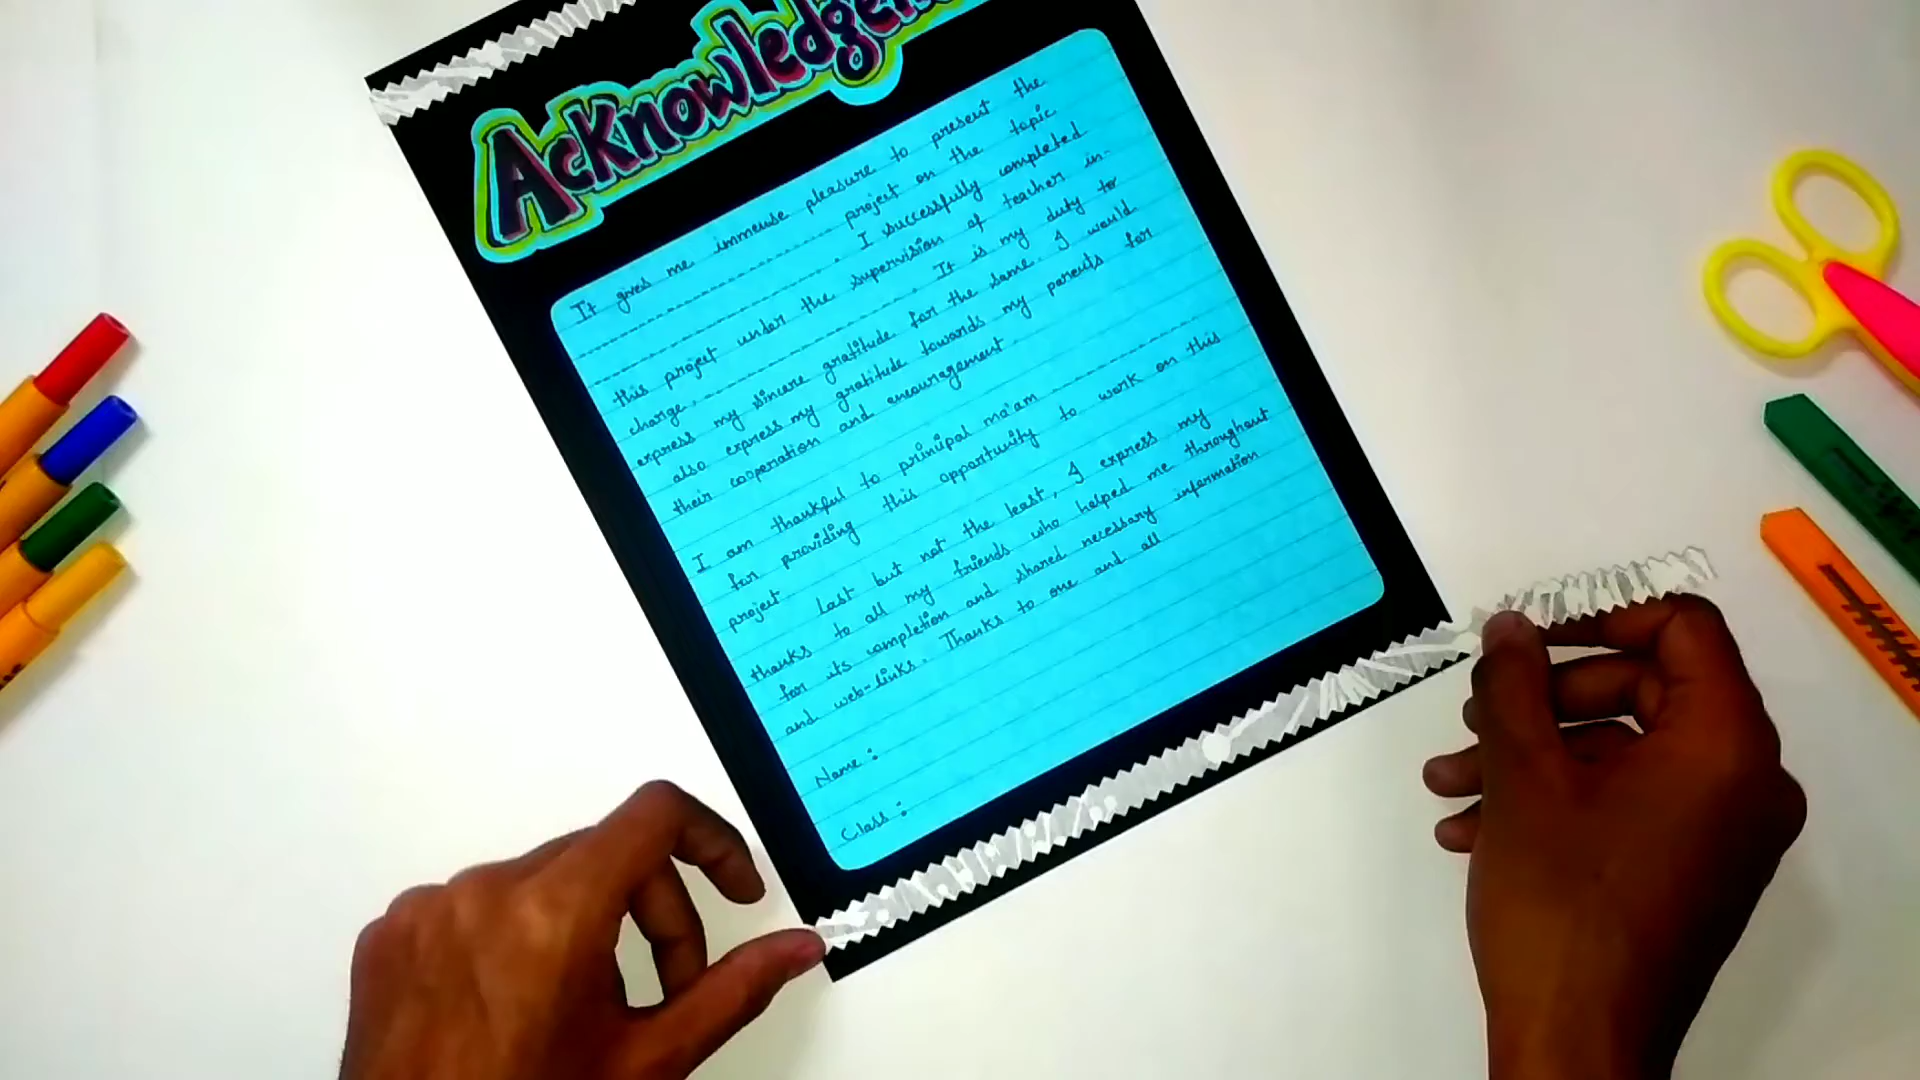 Acknowledgem
It gives me immense pleasure to present the
........................ project on the topic
........................ . I successfully completed
this project under the supervision of teacher in-
charge, ........................ . It is my duty to
express my sincere gratitude for the same. I would
also express my gratitude towards my parents for
their cooperation and encouragement.
I am thankful to principal ma'am ........................
for providing this opportunity to work on this
project. Last but not the least, I express my
thanks to all my friends who helped me throughout
for its completion and shared necessary information
and web-links. Thanks to one and all
Name :
Class :